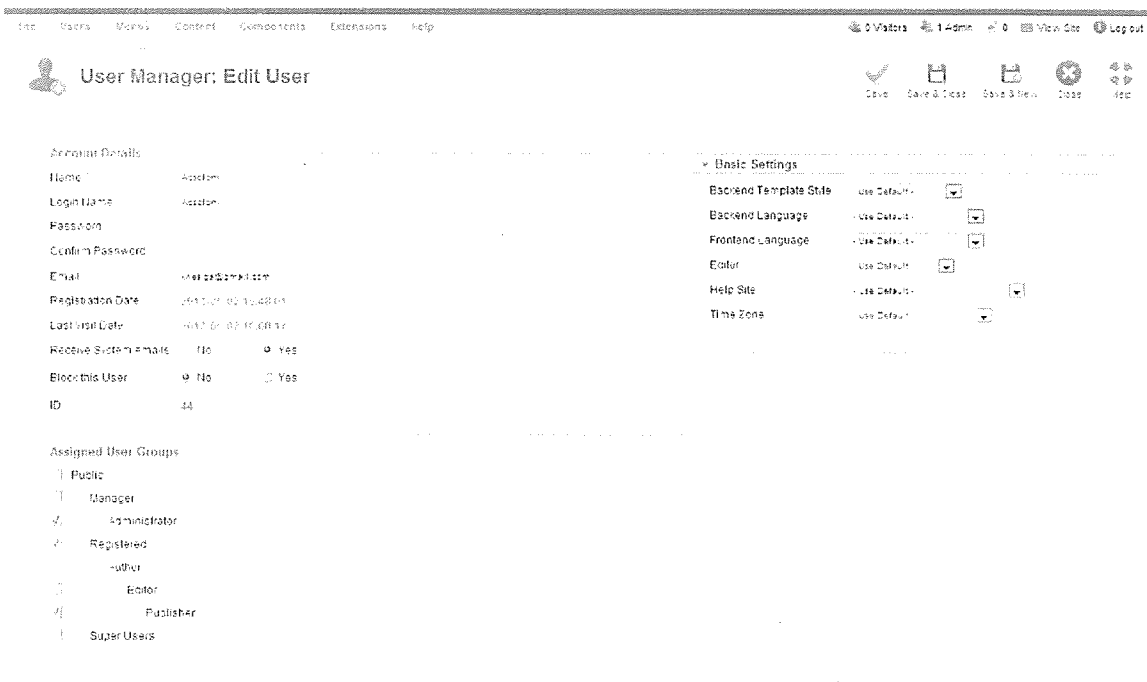 Site Users Menus Content Components Extensions Help
0 Visitors 1 Admin 0 View Site Log out
User Manager: Edit User
Save Save & Close Save & New Close Help
Account Details
Name *
Login Name
Password
Confirm Password
Email
Registration Date
Last Visit Date
Receive System emails No Yes
Block this User No Yes
ID 44
Basic Settings
Backend Template Style - Use Default -
Backend Language - Use Default -
Frontend Language - Use Default -
Editor - Use Default -
Help Site - Use Default -
Time Zone - Use Default -
Assigned User Groups
Public
Manager
Administrator
Registered
Author
Editor
Publisher
Super Users